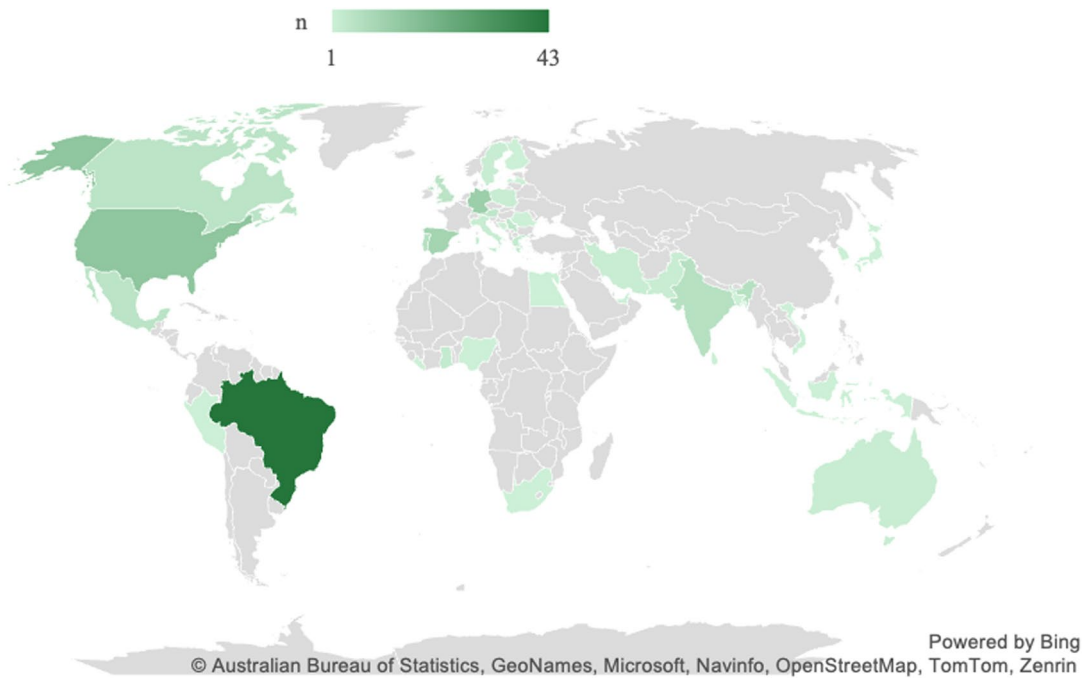 n
1 43
Powered by Bing
© Australian Bureau of Statistics, GeoNames, Microsoft, Navinfo, OpenStreetMap, TomTom, Zenrin